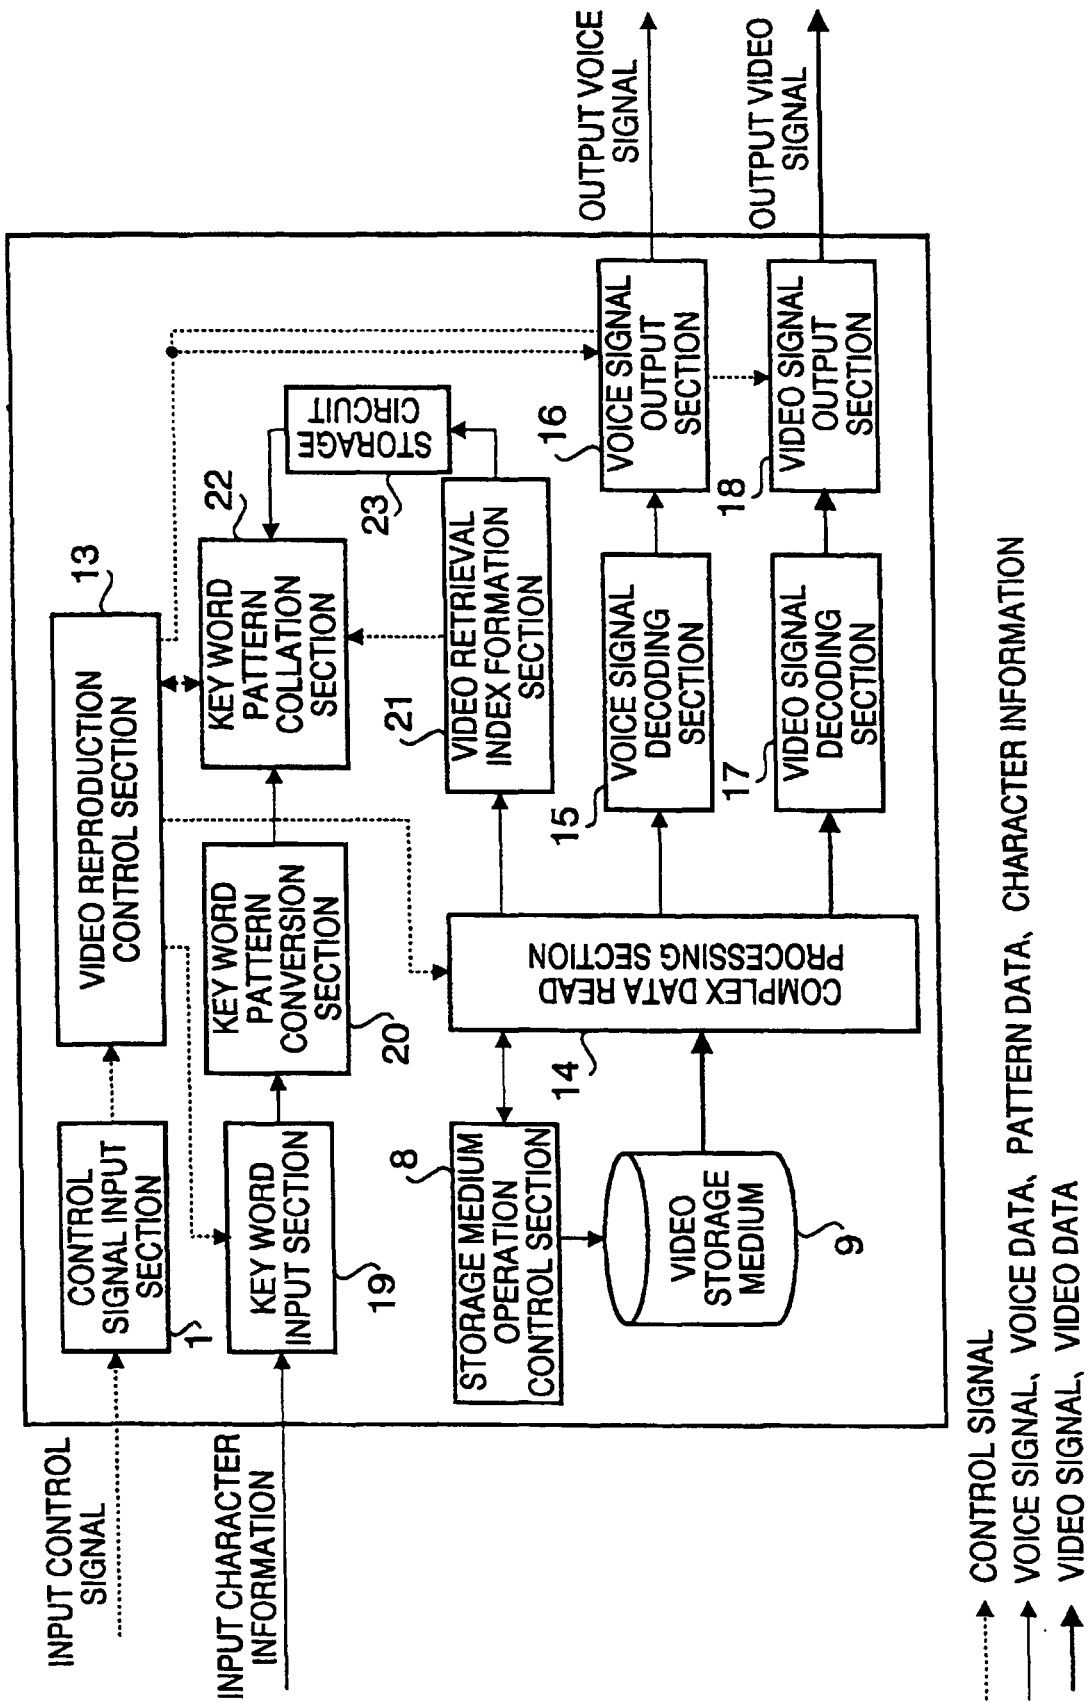 INPUT CONTROL
SIGNAL
INPUT CHARACTER
INFORMATION
CONTROL
SIGNAL INPUT
SECTION
1
VIDEO REPRODUCTION
CONTROL SECTION
13
KEY WORD
INPUT SECTION
19
KEY WORD
PATTERN
CONVERSION
SECTION
20
KEY WORD
PATTERN
COLLATION
SECTION
22
STORAGE
CIRCUIT
23
VIDEO RETRIEVAL
INDEX FORMATION
SECTION
21
STORAGE MEDIUM
OPERATION
CONTROL SECTION
8
VIDEO
STORAGE
MEDIUM
9
COMPLEX DATA READ
PROCESSING SECTION
14
VOICE SIGNAL
DECODING
SECTION
15
VOICE SIGNAL
OUTPUT
SECTION
16
VIDEO SIGNAL
DECODING
SECTION
17
VIDEO SIGNAL
OUTPUT
SECTION
18
OUTPUT VOICE
SIGNAL
OUTPUT VIDEO
SIGNAL
CONTROL SIGNAL
VOICE SIGNAL、VOICE DATA、PATTERN DATA、CHARACTER INFORMATION
VIDEO SIGNAL、VIDEO DATA